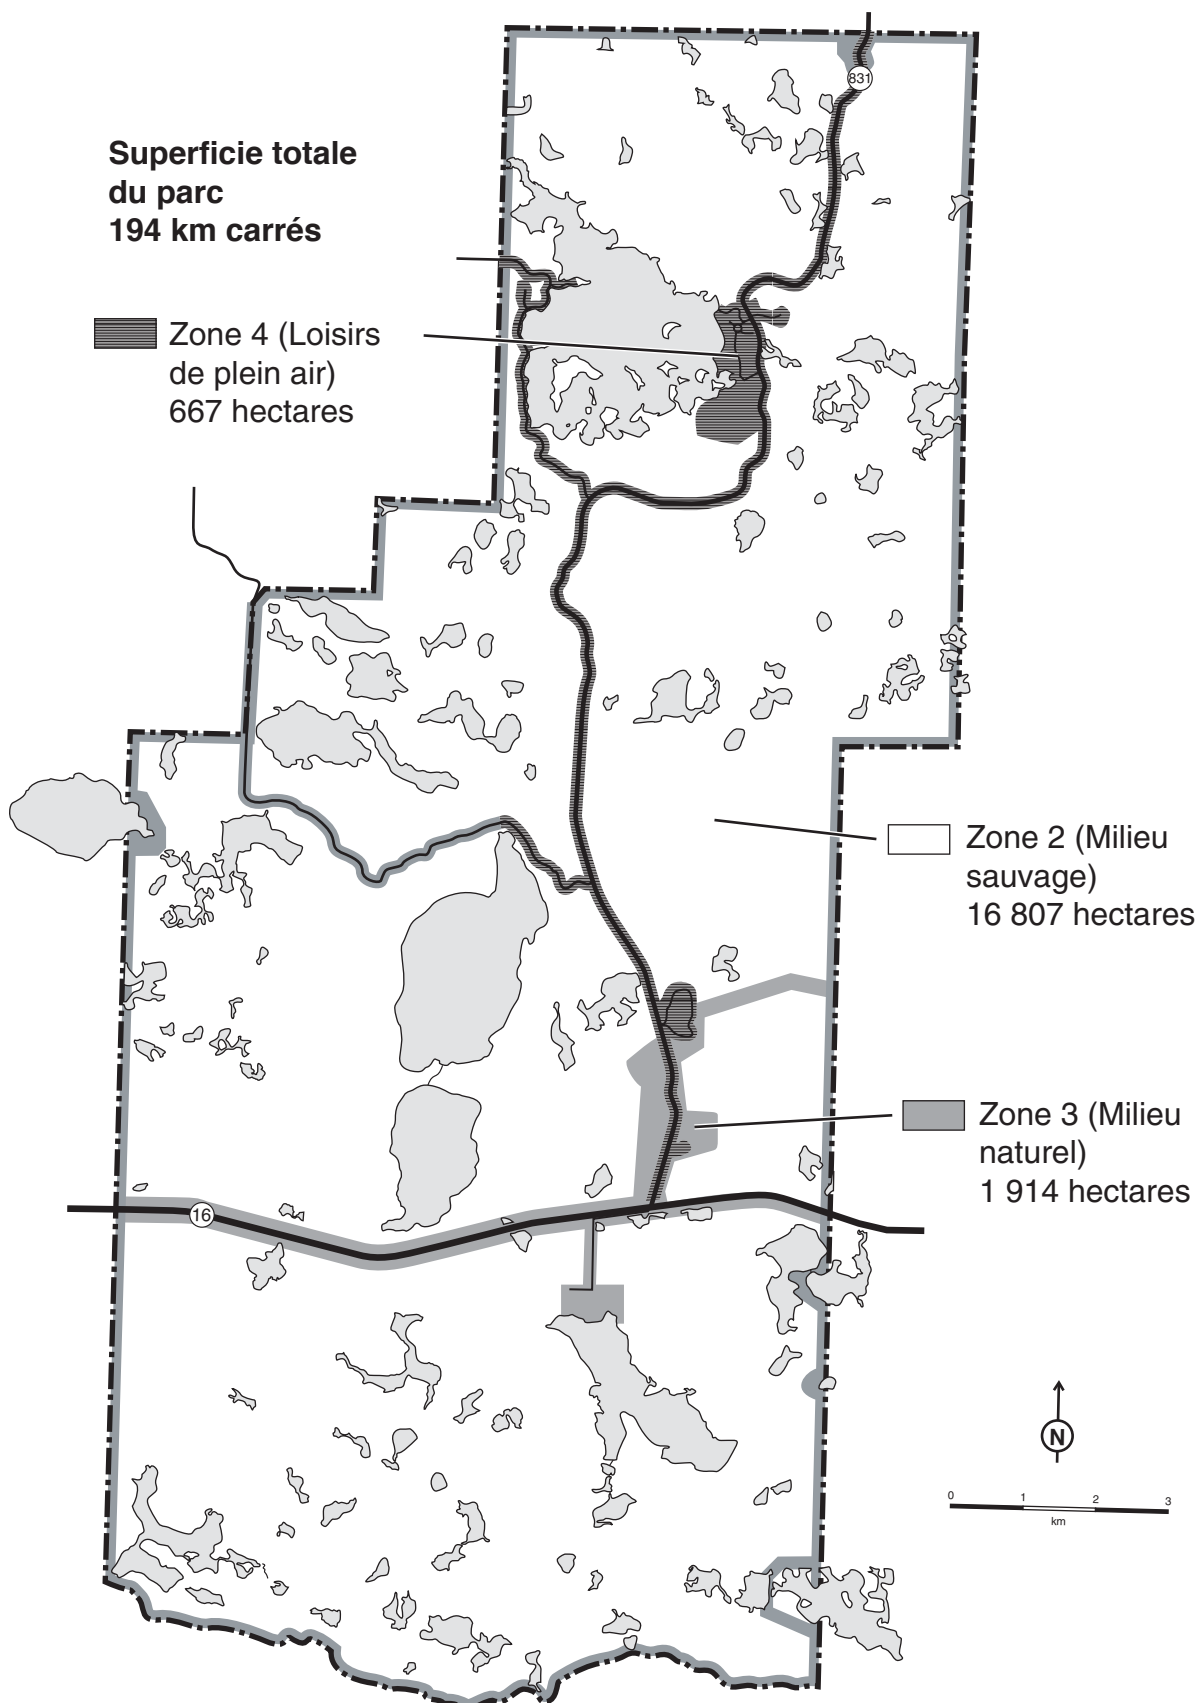 831
Superficie totale
du parc
194 km carrés
Zone 4 (Loisirs
de plein air)
667 hectares
Zone 2 (Milieu
sauvage)
16 807 hectares
Zone 3 (Milieu
naturel)
1 914 hectares
16
N
0 1 2 3
km